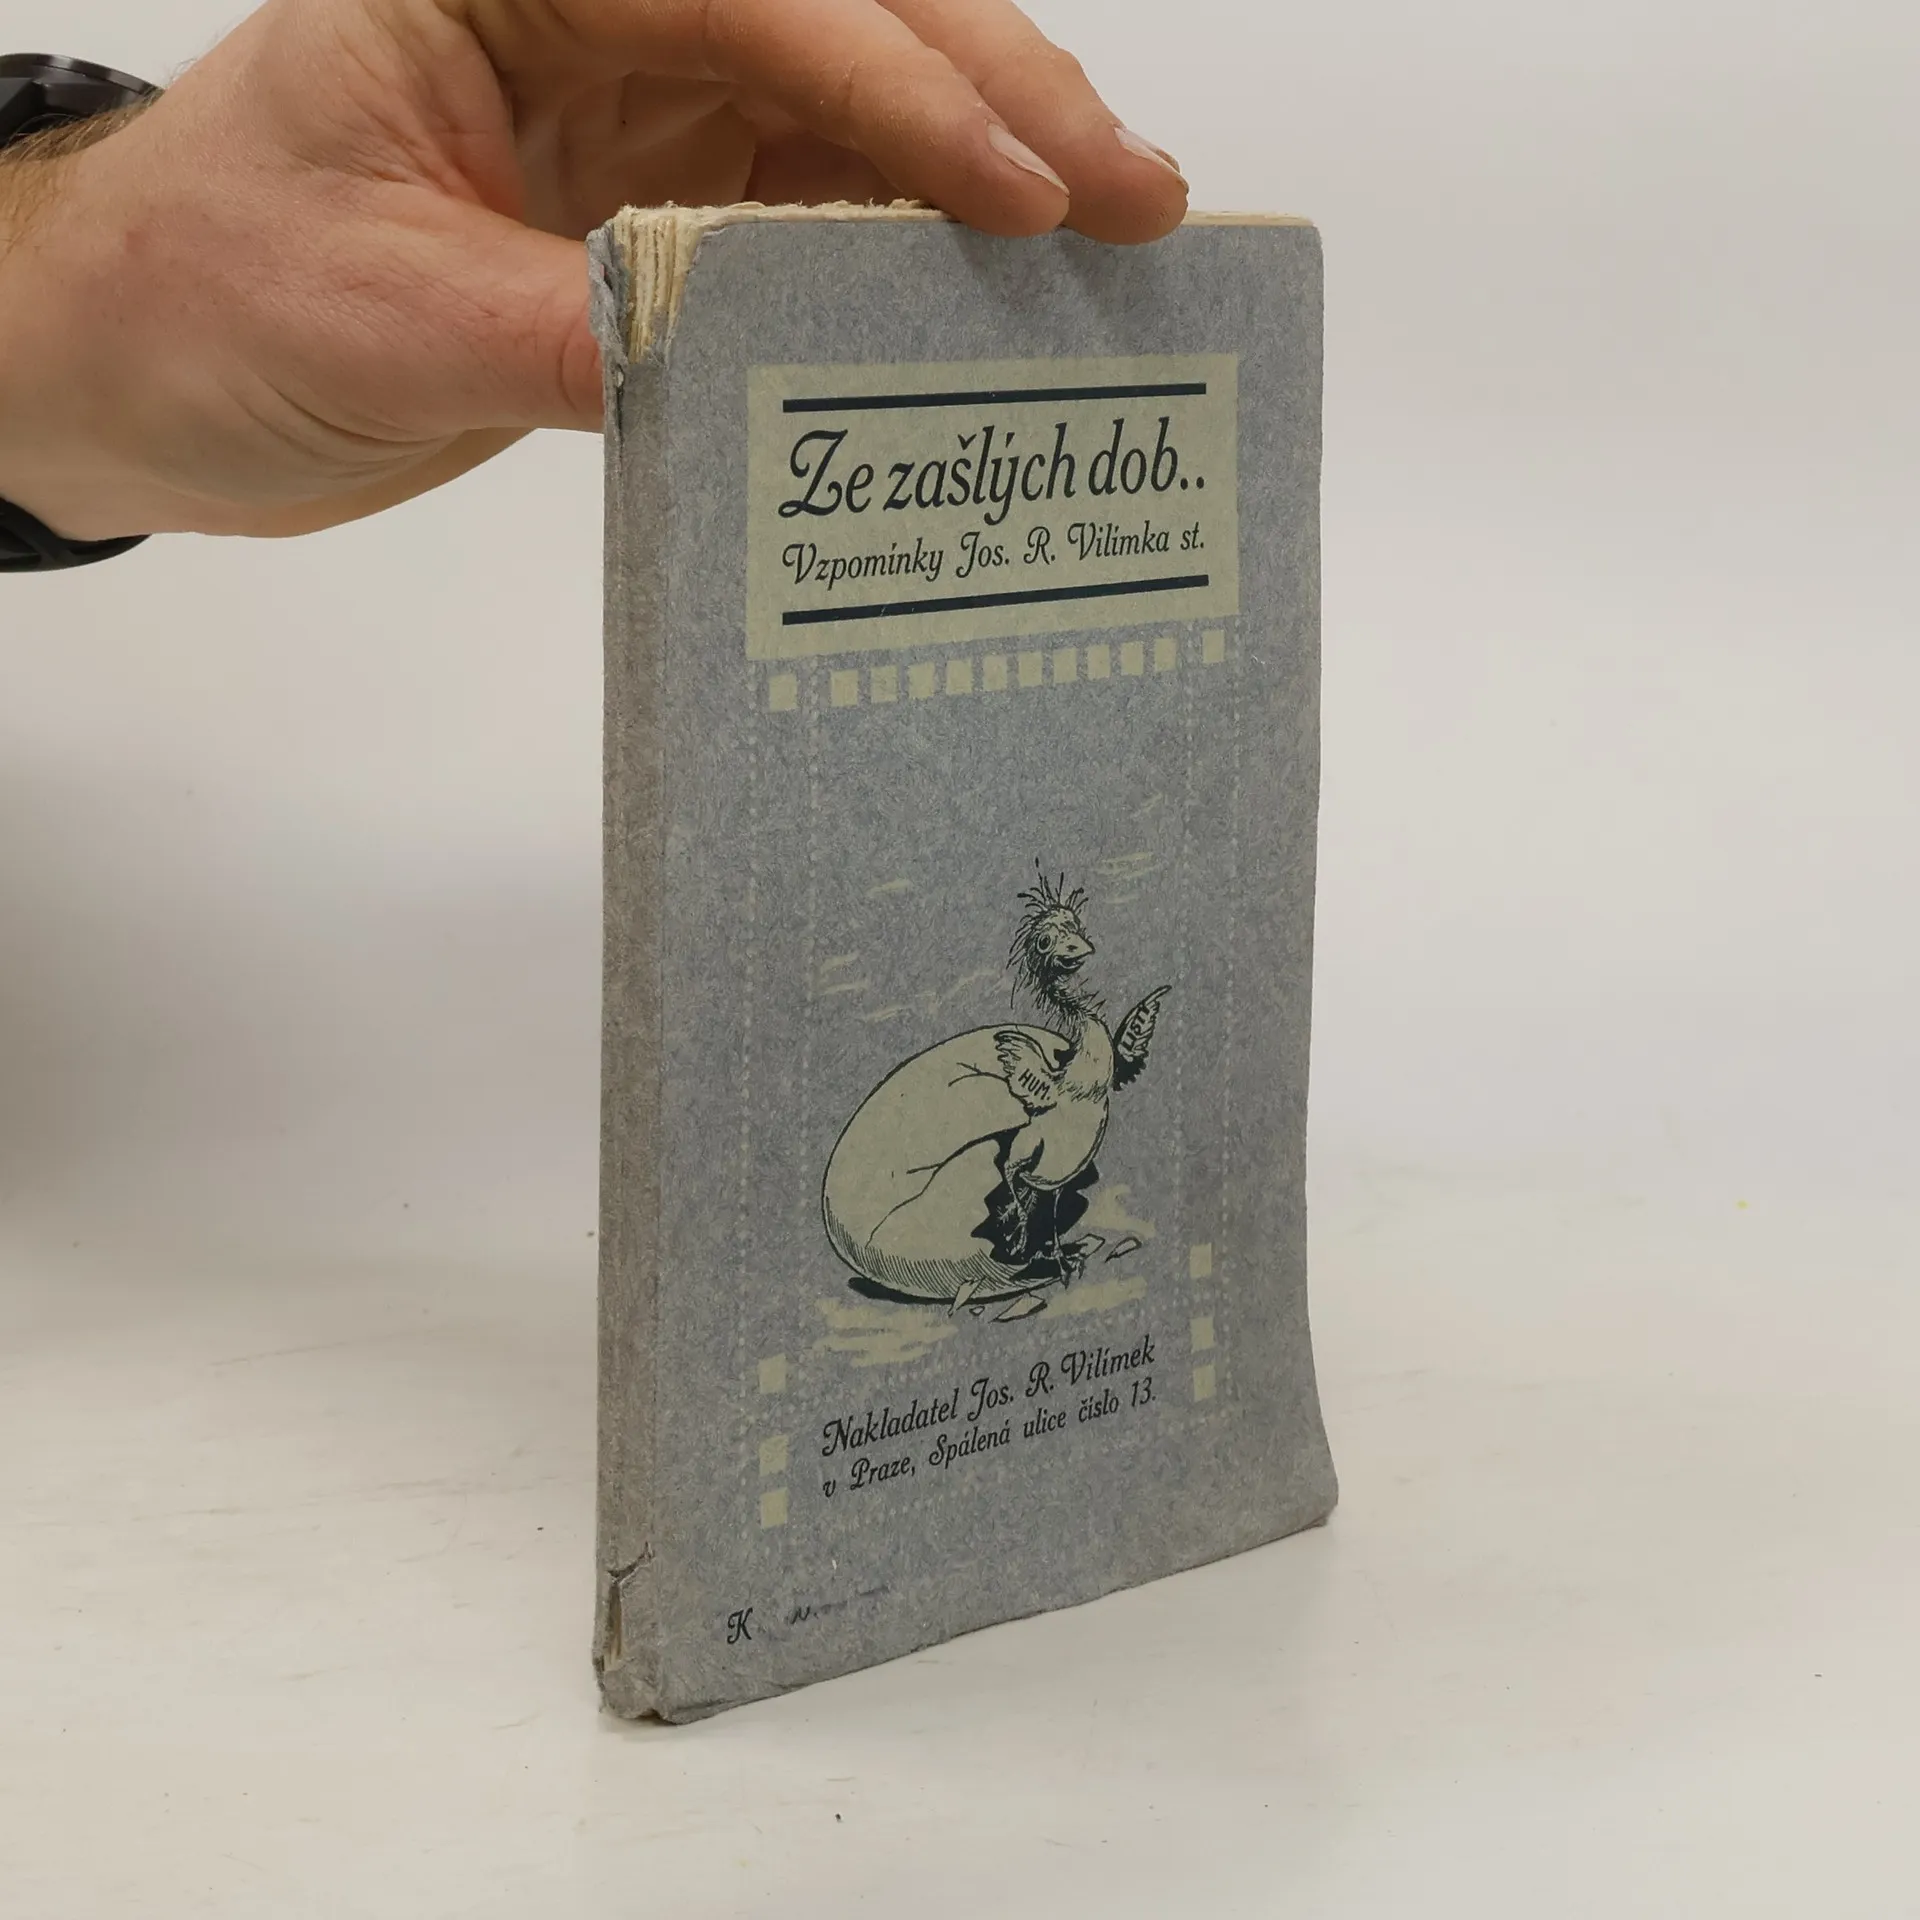 Ze zašlých dob..
Vzpomínky Jos. R. Vilímka st.
LISTY
HUM.
Nakladatel Jos. R. Vilímek
v Praze, Spálená ulice číslo 13.
K